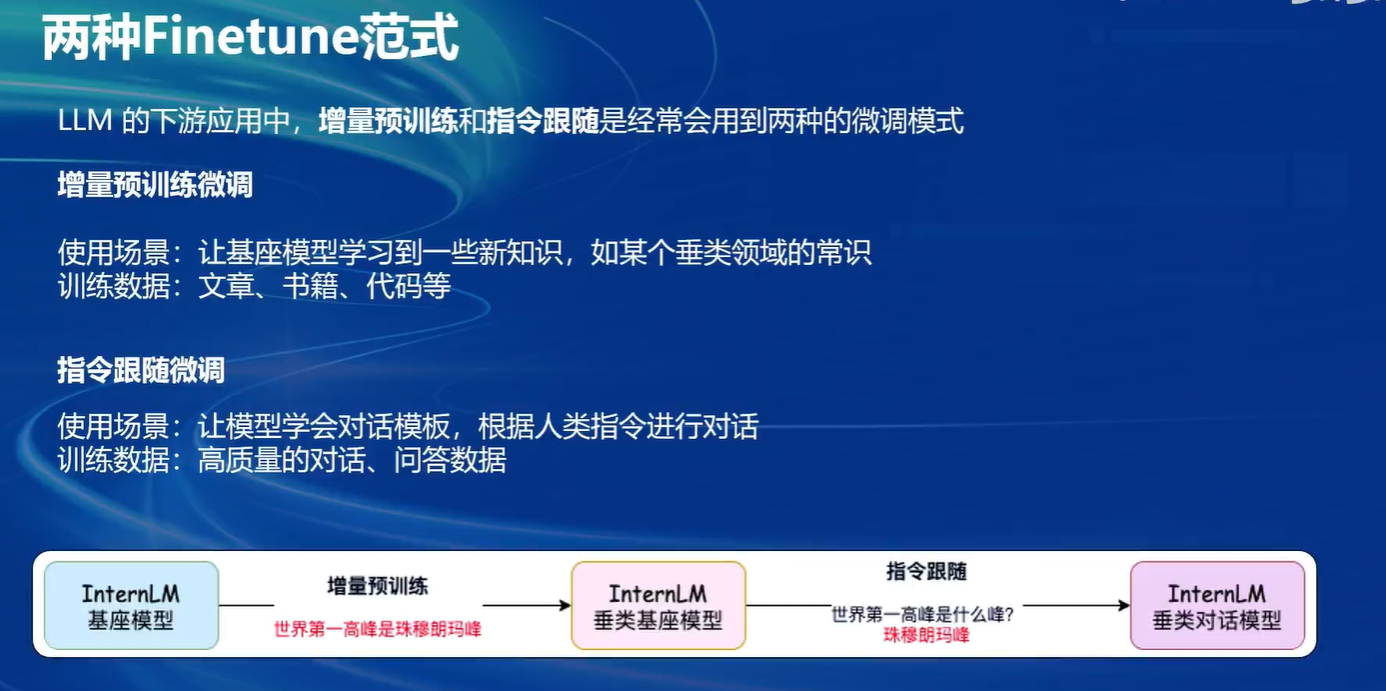 两种Finetune范式
LLM 的下游应用中，增量预训练和指令跟随是经常会用到两种的微调模式
增量预训练微调
使用场景：让基座模型学习到一些新知识，如某个垂类领域的常识
训练数据：文章、书籍、代码等
指令跟随微调
使用场景：让模型学会对话模板，根据人类指令进行对话
训练数据：高质量的对话、问答数据
InternLM
基座模型
增量预训练
世界第一高峰是珠穆朗玛峰
InternLM
垂类基座模型
指令跟随
世界第一高峰是什么峰?
珠穆朗玛峰
InternLM
垂类对话模型